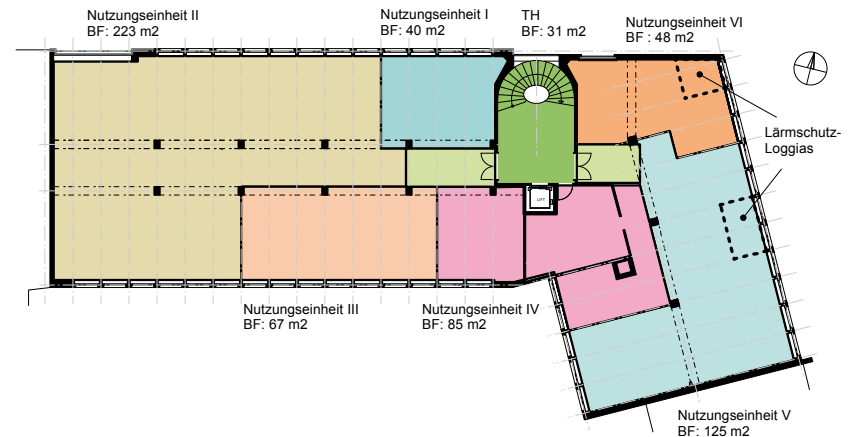 Nutzungseinheit II
BF: 223 m2
Nutzungseinheit I
BF: 40 m2
TH
BF: 31 m2
Nutzungseinheit VI
BF : 48 m2
Lärmschutz-
Loggias
LIFT
Nutzungseinheit III
BF: 67 m2
Nutzungseinheit IV
BF: 85 m2
Nutzungseinheit V
BF: 125 m2